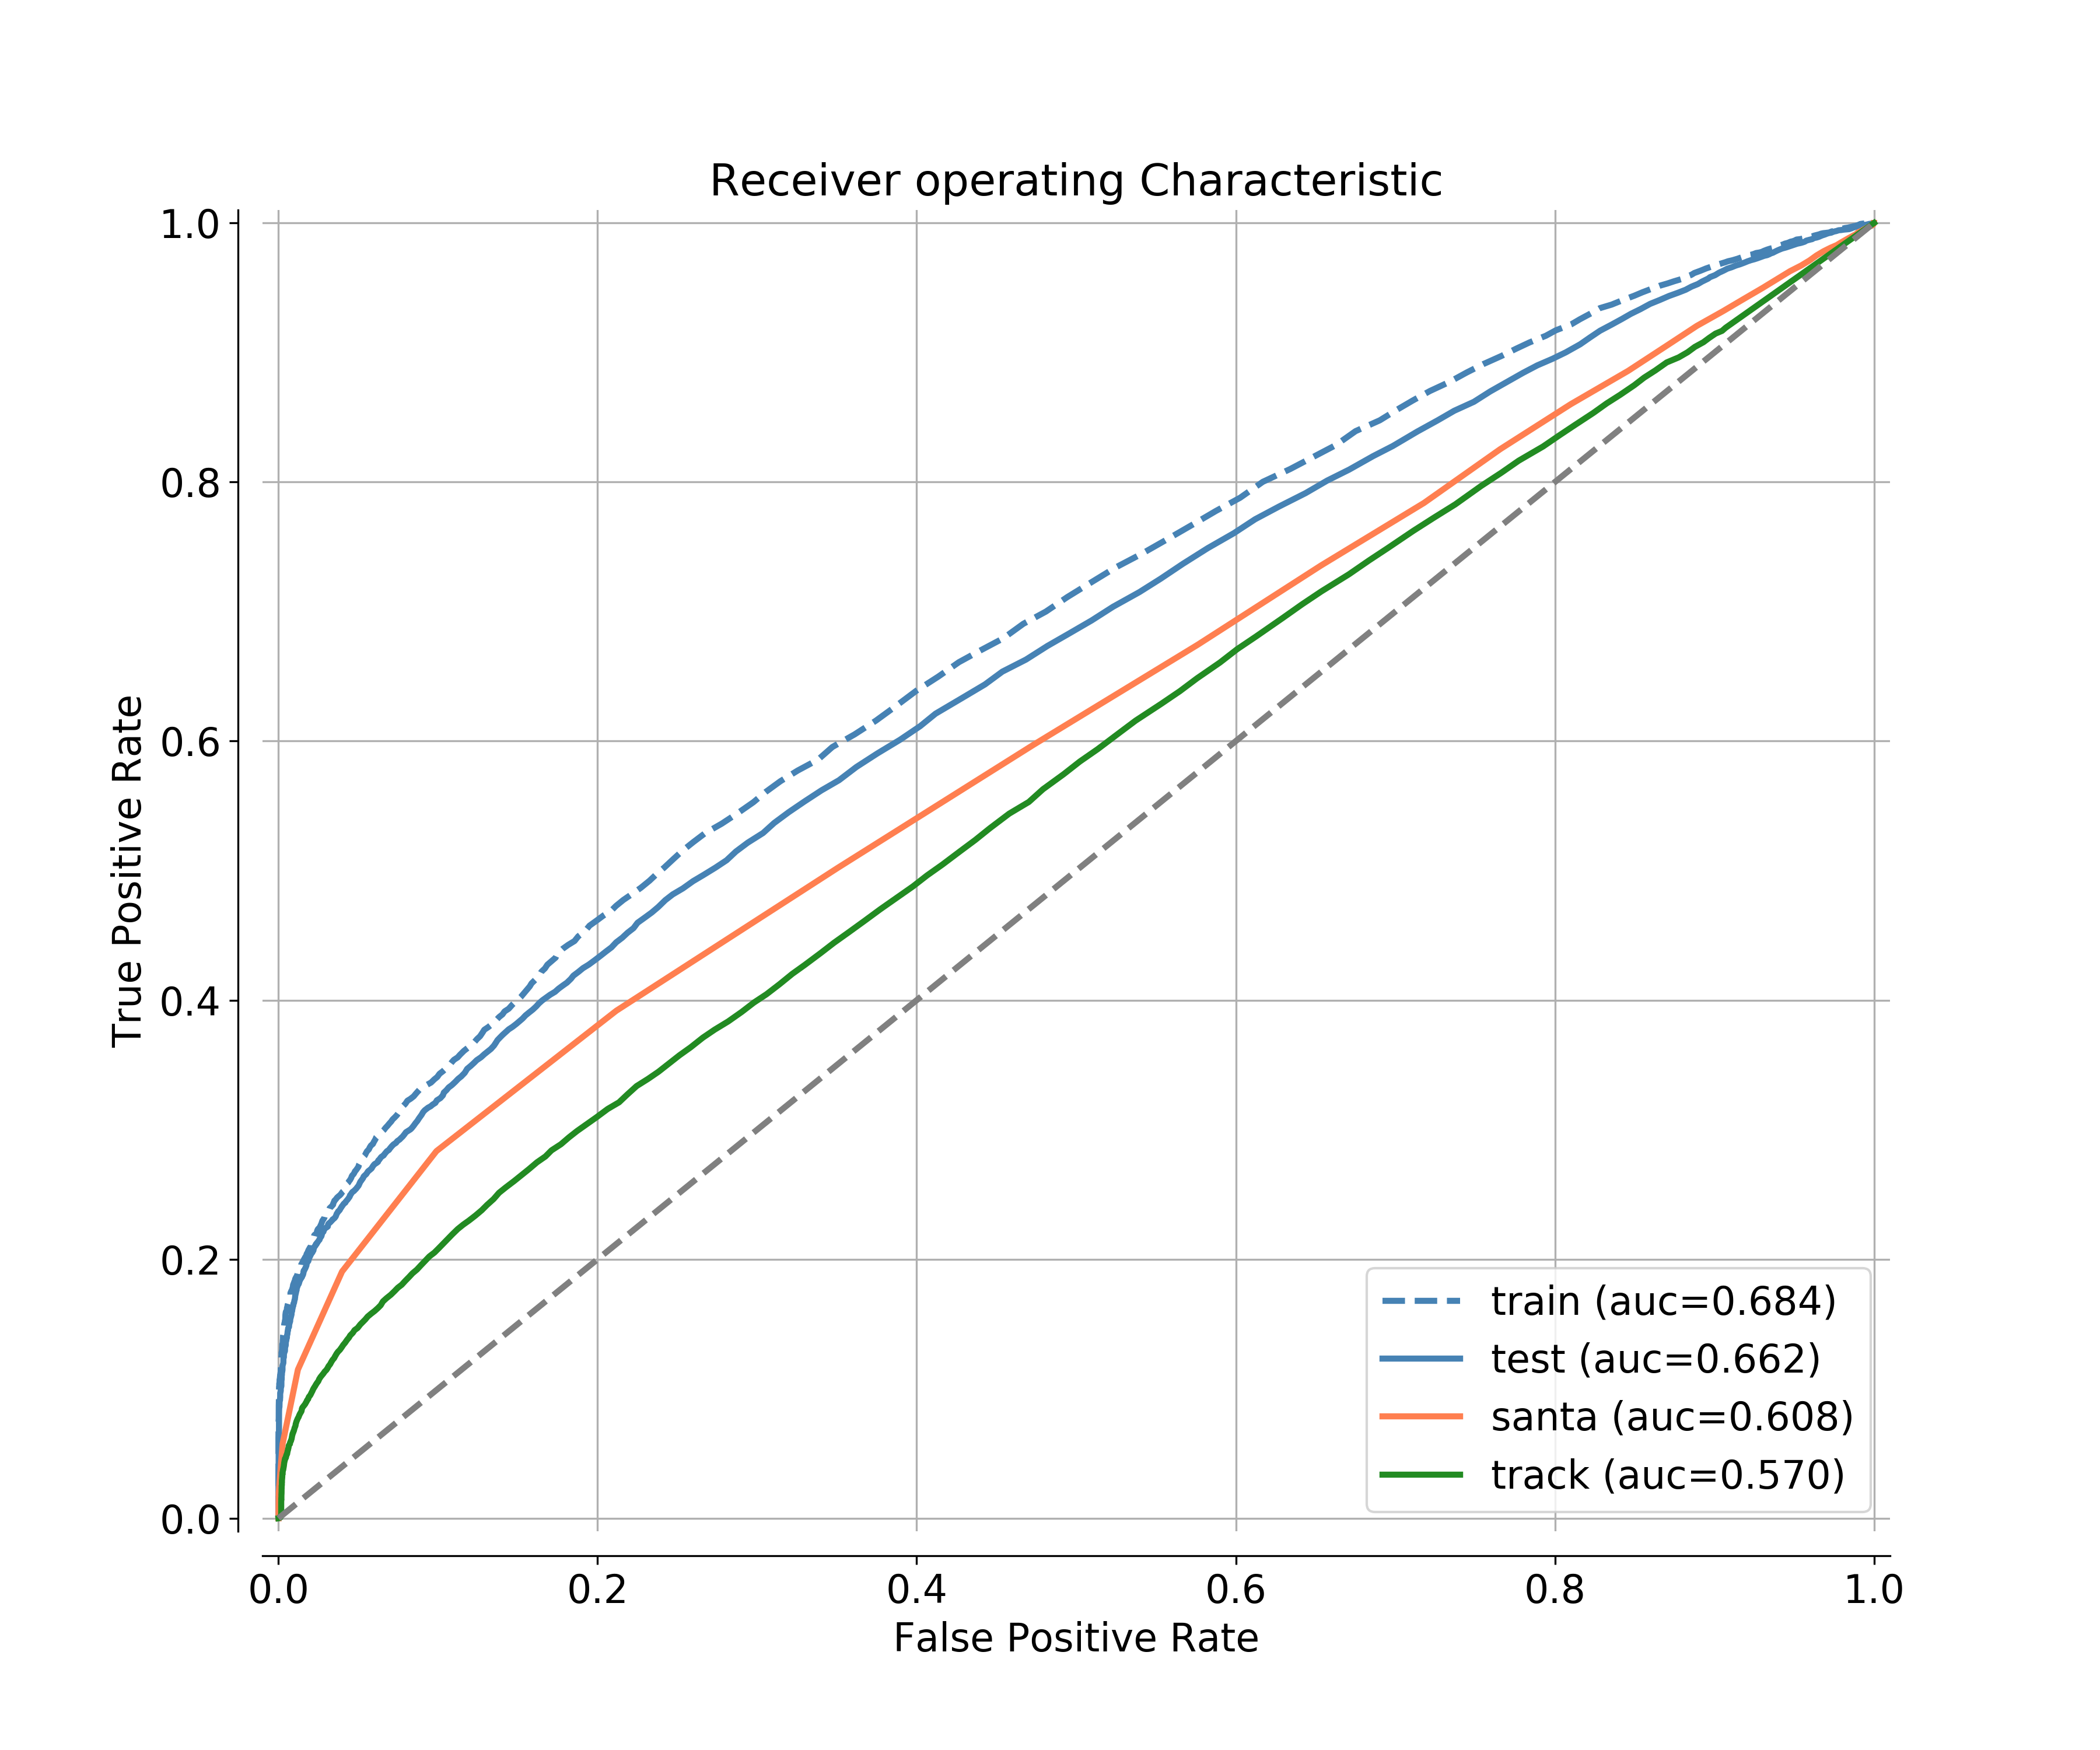 Receiver operating Characteristic
True Positive Rate
1.0
0.8
0.6
0.4
0.2
0.0
train (auc=0.684)
test (auc=0.662)
santa (auc=0.608)
track (auc=0.570)
0.0 0.2 0.4 0.6 0.8 1.0
False Positive Rate